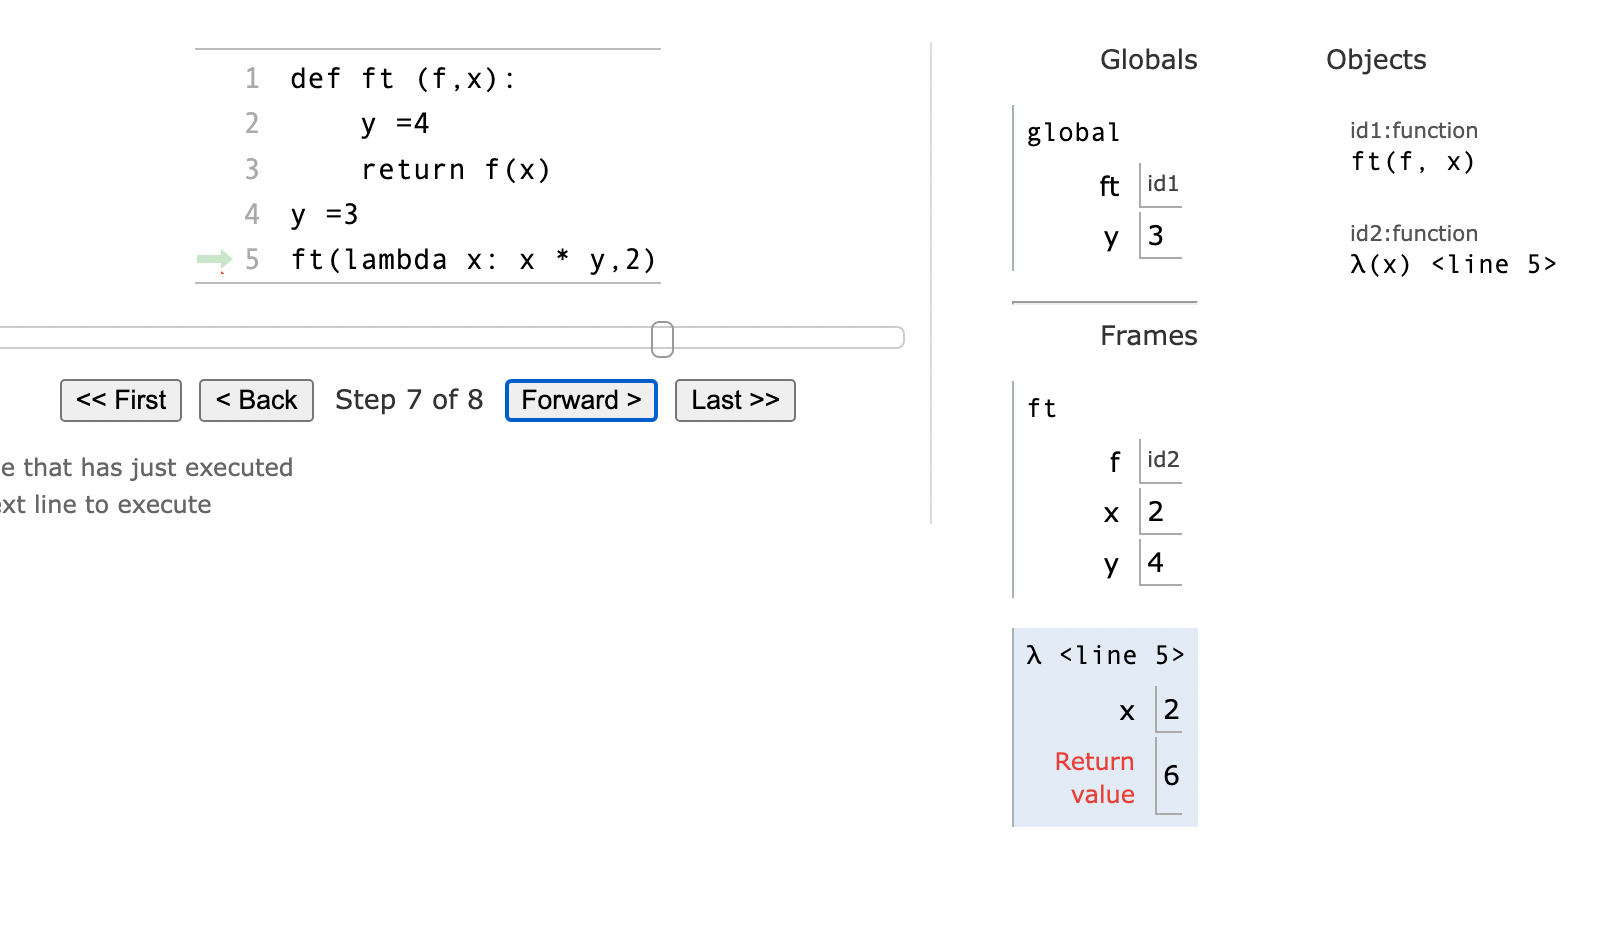 1 def ft (f,x):
2     y =4
3     return f(x)
4 y =3
5 ft(lambda x: x * y,2)
<< First < Back Step 7 of 8 Forward > Last >>
e that has just executed
ext line to execute
Globals Objects
global
ft id1
y 3
id1:function
ft(f, x)
id2:function
λ(x) <line 5>
Frames
ft
f id2
x 2
y 4
λ <line 5>
x 2
Return
value 6